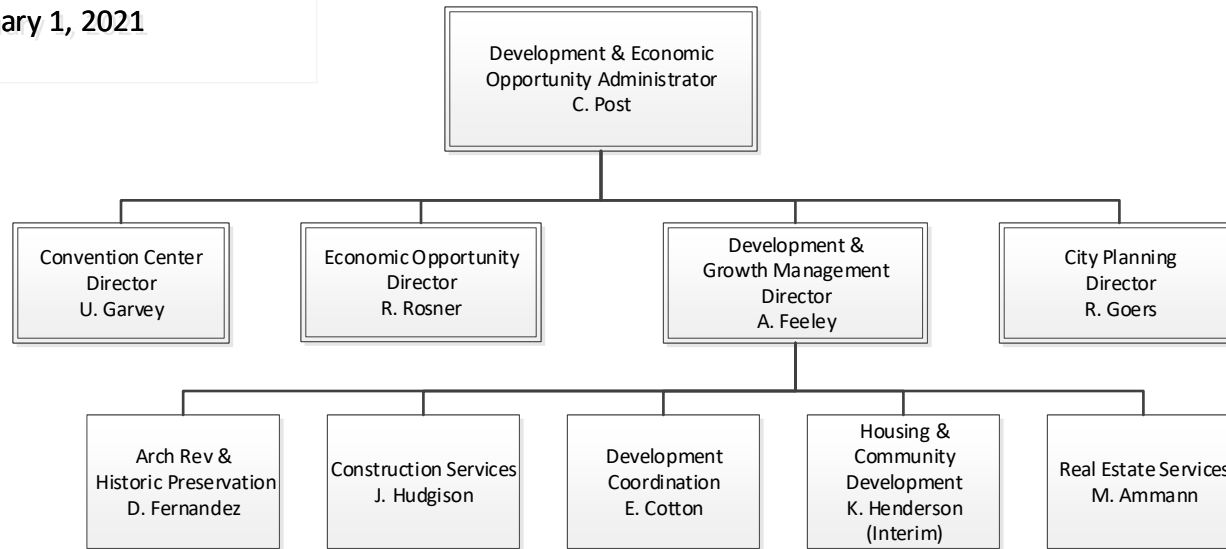 1, 2021
Development & Economic
Opportunity Administrator
C. Post
Convention Center
Director
U. Garvey
Economic Opportunity
Director
R. Rosner
Development &
Growth Management
Director
A. Feeley
City Planning
Director
R. Goers
Arch Rev &
Historic Preservation
D. Fernandez
Construction Services
J. Hudgison
Development
Coordination
E. Cotton
Housing &
Community
Development
K. Henderson
(Interim)
Real Estate Services
M. Ammann